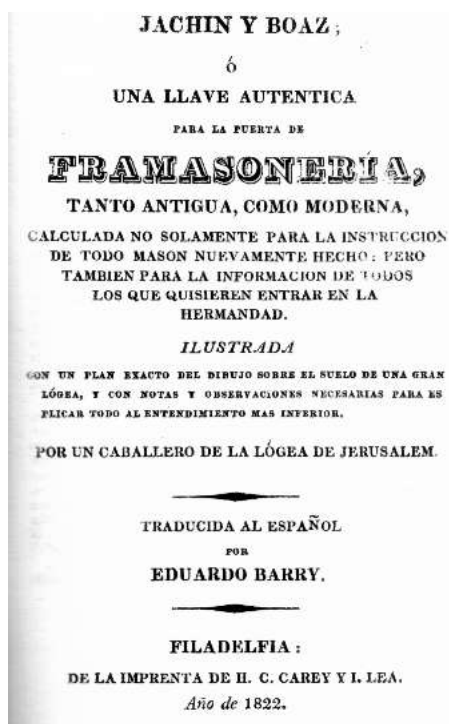 JACHIN Y BOAZ;
ó
UNA LLAVE AUTENTICA
PARA LA PUERTA DE
FRAMASONERÍA,
TANTO ANTIGUA, COMO MODERNA,
CALCULADA NO SOLAMENTE PARA LA INSTRUCCION
DE TODO MASON NUEVAMENTE HECHO: PERO
TAMBIEN PARA LA INFORMACION DE TODOS
LOS QUE QUISIEREN ENTRAR EN LA
HERMANDAD.
ILUSTRADA
CON UN PLAN EXACTO DEL DIBUJO SOBRE EL SUELO DE UNA GRAN
LÓGEA, Y CON NOTAS Y OBSERVACIONES NECESARIAS PARA ES
PLICAR TODO AL ENTENDIMIENTO MAS INFERIOR.
POR UN CABALLERO DE LA LÓGEA DE JERUSALEM.
TRADUCIDA AL ESPAÑOL
POR
EDUARDO BARRY.
FILADELFIA:
DE LA IMPRENTA DE H. C. CAREY Y I. LEA.
Año de 1822.